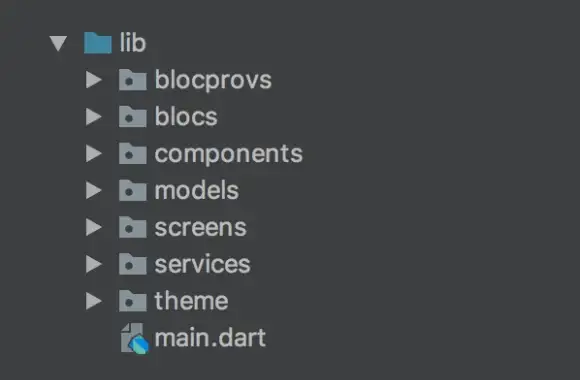 lib
blocprovs
blocs
components
models
screens
services
theme
main.dart